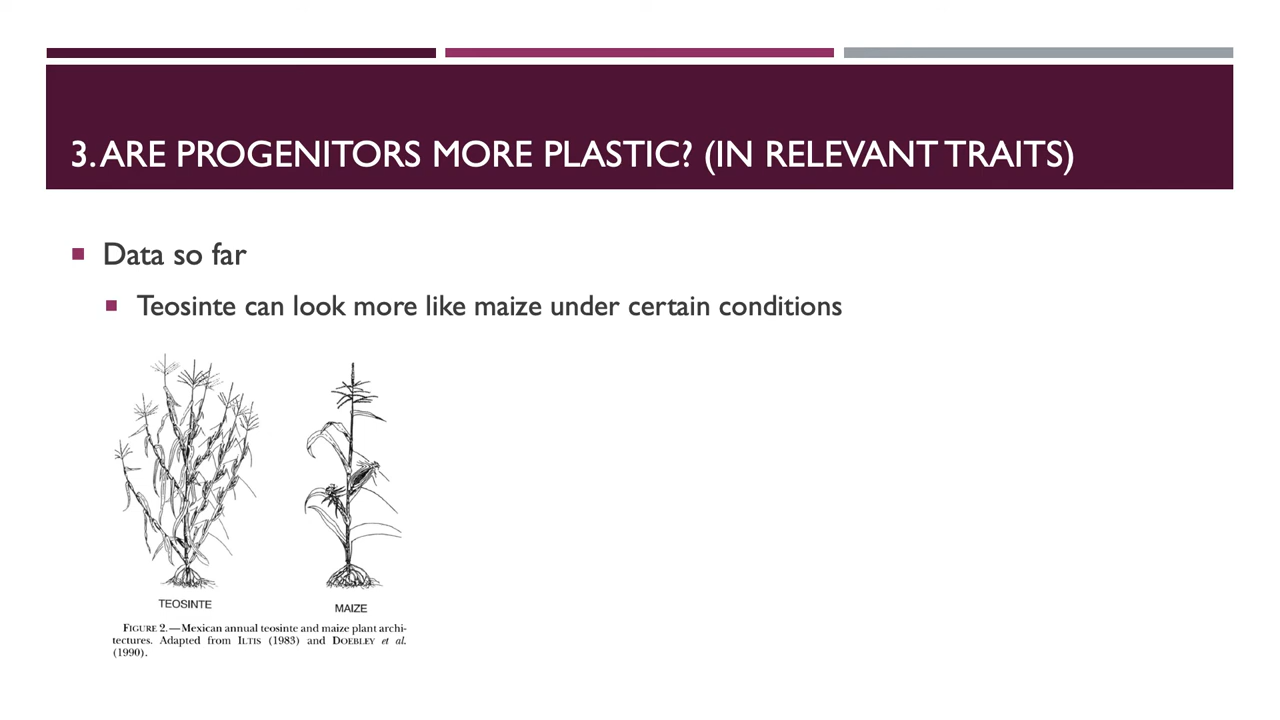 3. ARE PROGENITORS MORE PLASTIC? (IN RELEVANT TRAITS)
Data so far
Teosinte can look more like maize under certain conditions
TEOSINTE
MAIZE
FIGURE 2.—Mexican annual teosinte and maize plant archi-
tectures. Adapted from ILTIS (1983) and DOEBLEY et al.
(1990).